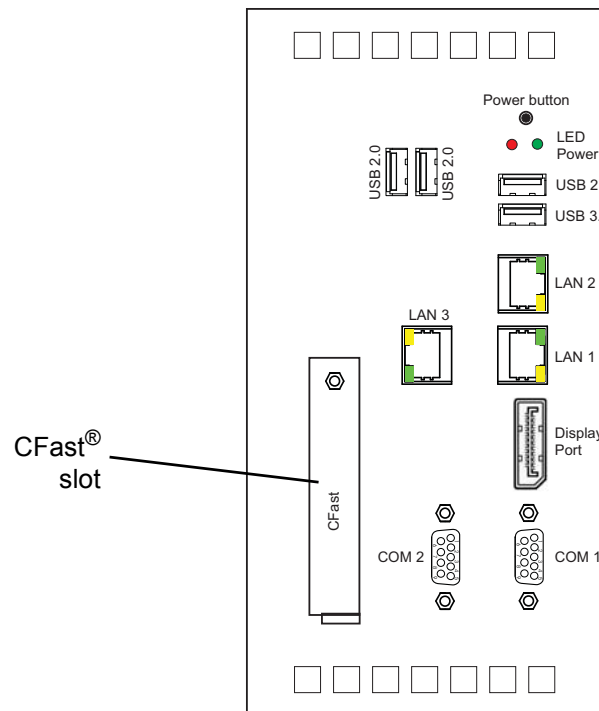 Power button
LED
Power
USB 2.0
USB 2.0
USB 2.
USB 3.
LAN 2
LAN 3
LAN 1
Display
Port
CFast®
slot
CFast
COM 2
COM 1